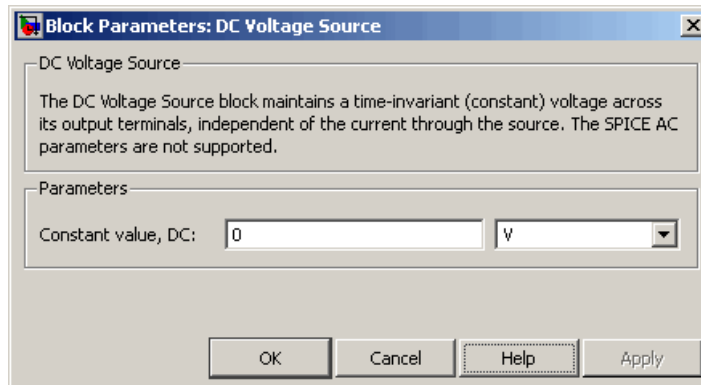 Block Parameters: DC Voltage Source
DC Voltage Source
The DC Voltage Source block maintains a time-invariant (constant) voltage across
its output terminals, independent of the current through the source. The SPICE AC
parameters are not supported.
Parameters
Constant value, DC: 0 V
OK Cancel Help Apply